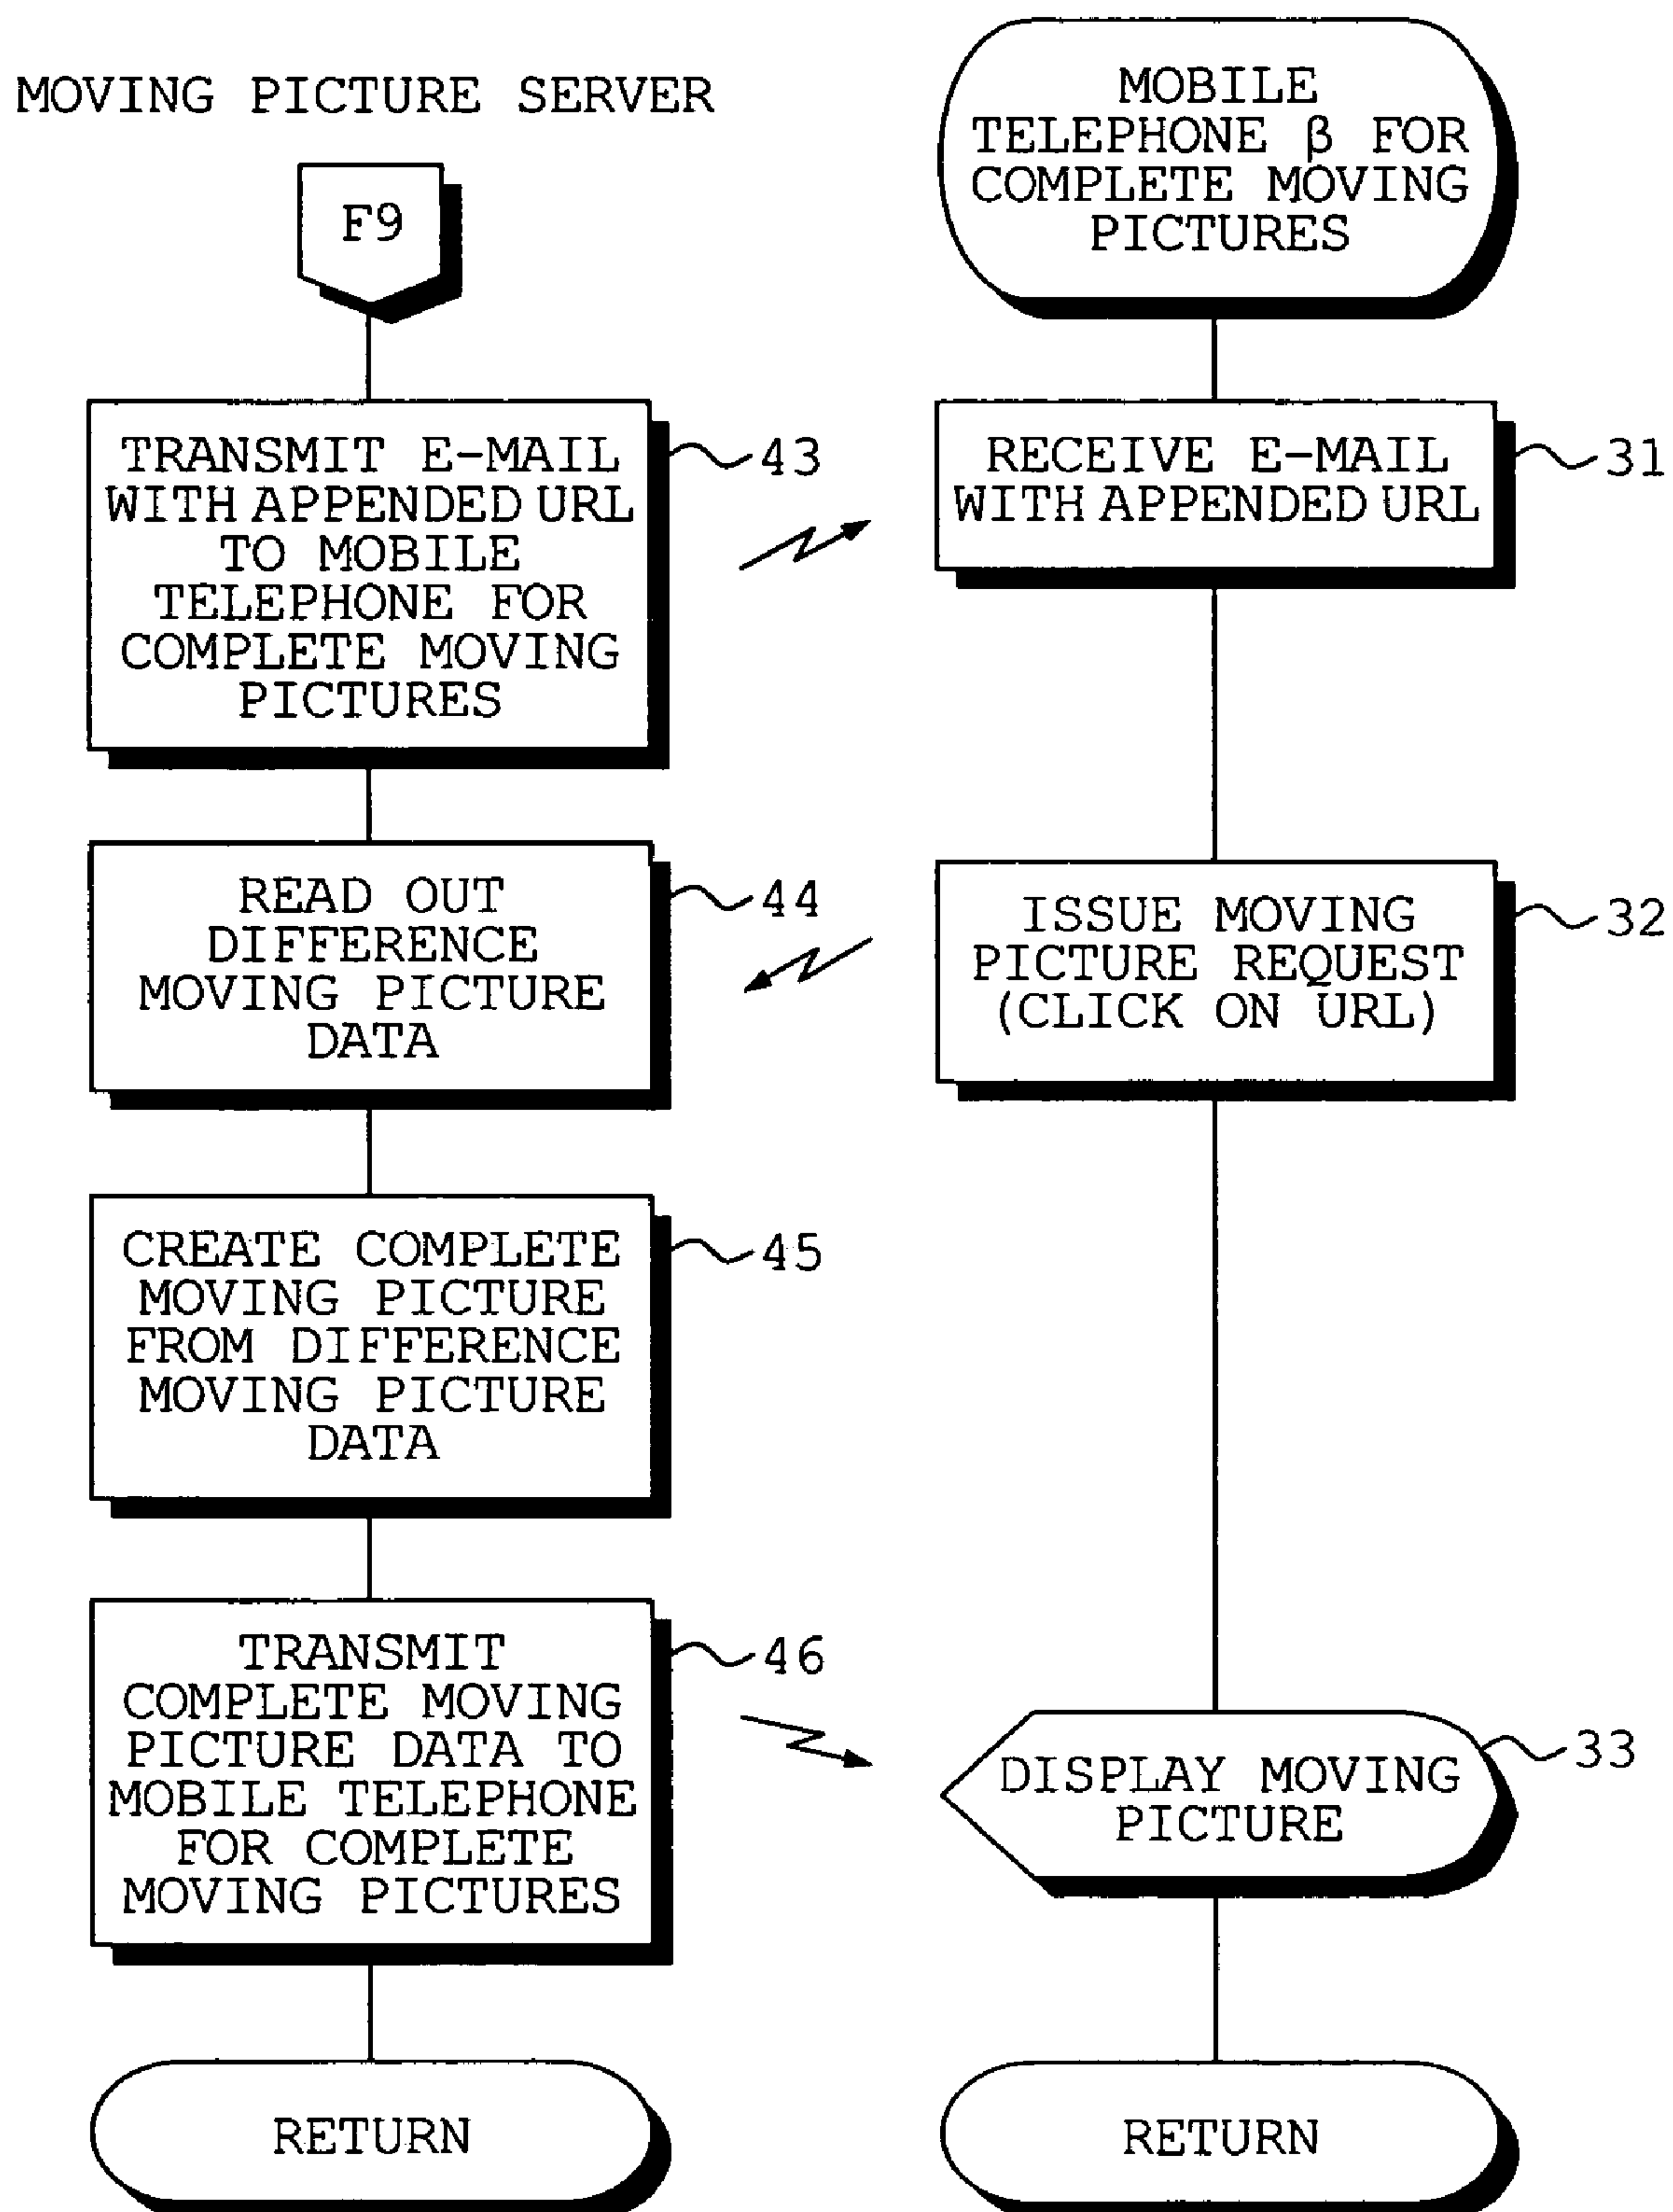 MOVING PICTURE SERVER
F9
TRANSMIT E-MAIL
WITH APPENDED URL
TO MOBILE
TELEPHONE FOR
COMPLETE MOVING
PICTURES
43
READ OUT
DIFFERENCE
MOVING PICTURE
DATA
44
CREATE COMPLETE
MOVING PICTURE
FROM DIFFERENCE
MOVING PICTURE
DATA
45
TRANSMIT
COMPLETE MOVING
PICTURE DATA TO
MOBILE TELEPHONE
FOR COMPLETE
MOVING PICTURES
46
RETURN
MOBILE
TELEPHONE β FOR
COMPLETE MOVING
PICTURES
RECEIVE E-MAIL
WITH APPENDED URL
31
ISSUE MOVING
PICTURE REQUEST
(CLICK ON URL)
32
DISPLAY MOVING
PICTURE
33
RETURN